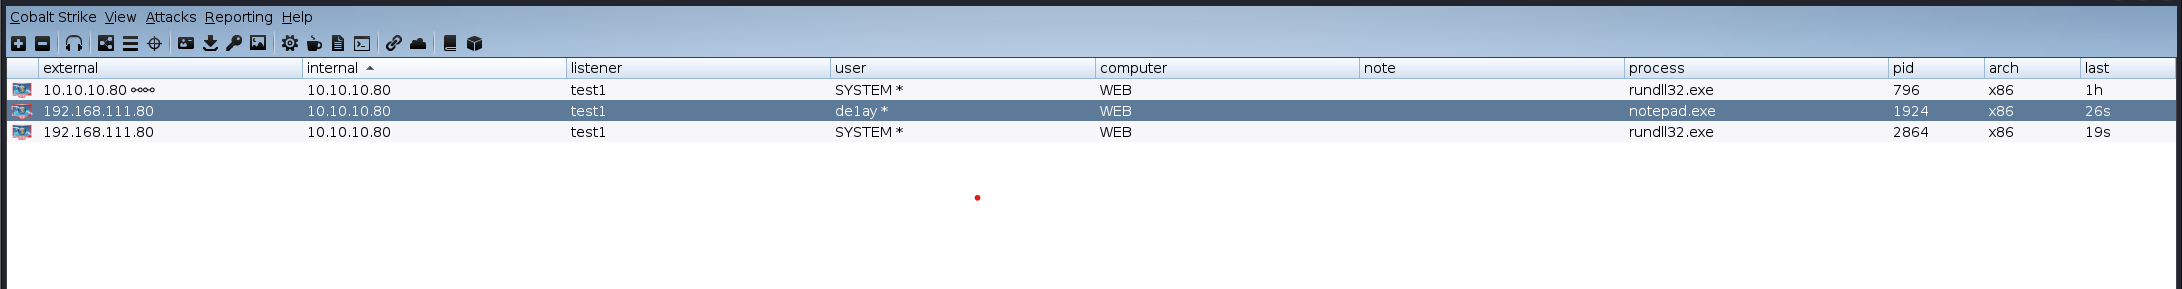 Cobalt Strike View Attacks Reporting Help
external internal listener user computer note process pid arch last
10.10.10.80 10.10.10.80 test1 SYSTEM * WEB rundll32.exe 796 x86 1h
192.168.111.80 10.10.10.80 test1 de1ay * WEB notepad.exe 1924 x86 26s
192.168.111.80 10.10.10.80 test1 SYSTEM * WEB rundll32.exe 2864 x86 19s